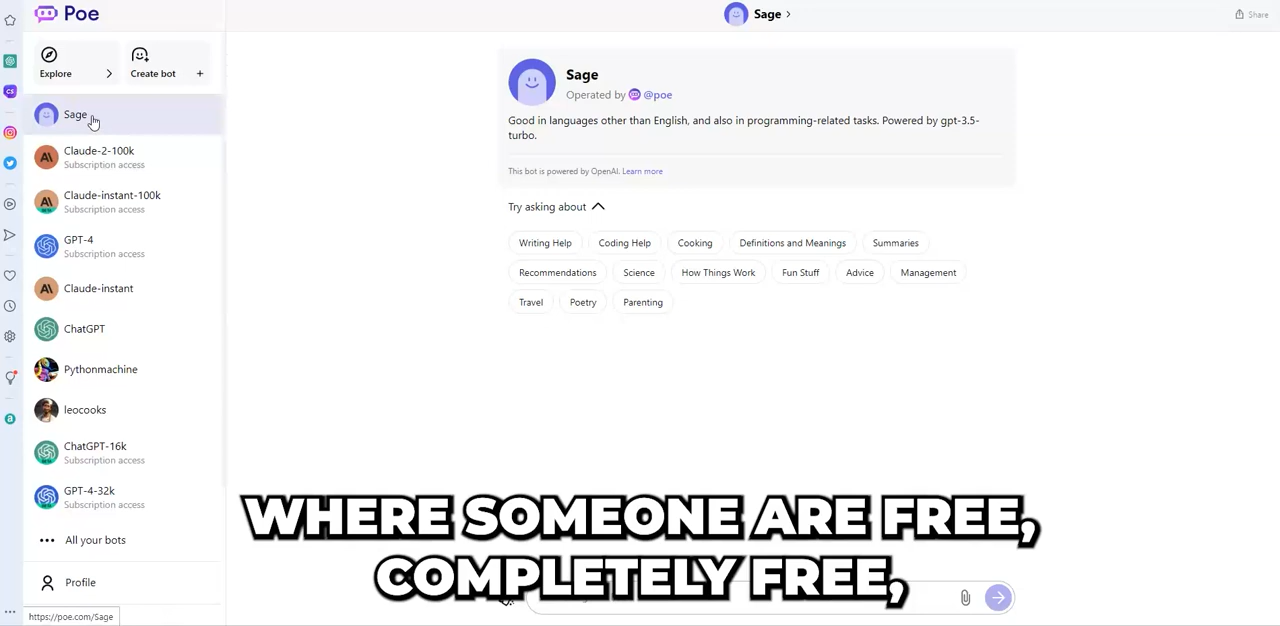 Poe
Explore
Create bot +
Sage
Claude-2-100k
Subscription access
Claude-instant-100k
Subscription access
GPT-4
Subscription access
Claude-instant
ChatGPT
Pythonmachine
leocooks
ChatGPT-16k
Subscription access
GPT-4-32k
Subscription access
All your bots
Profile
https://poe.com/Sage
Sage
Share
Sage
Operated by @poe
Good in languages other than English, and also in programming-related tasks. Powered by gpt-3.5-
turbo.
This bot is powered by OpenAI. Learn more
Try asking about
Writing Help Coding Help Cooking Definitions and Meanings Summaries
Recommendations Science How Things Work Fun Stuff Advice Management
Travel Poetry Parenting
WHERE SOMEONE ARE FREE,
COMPLETELY FREE,